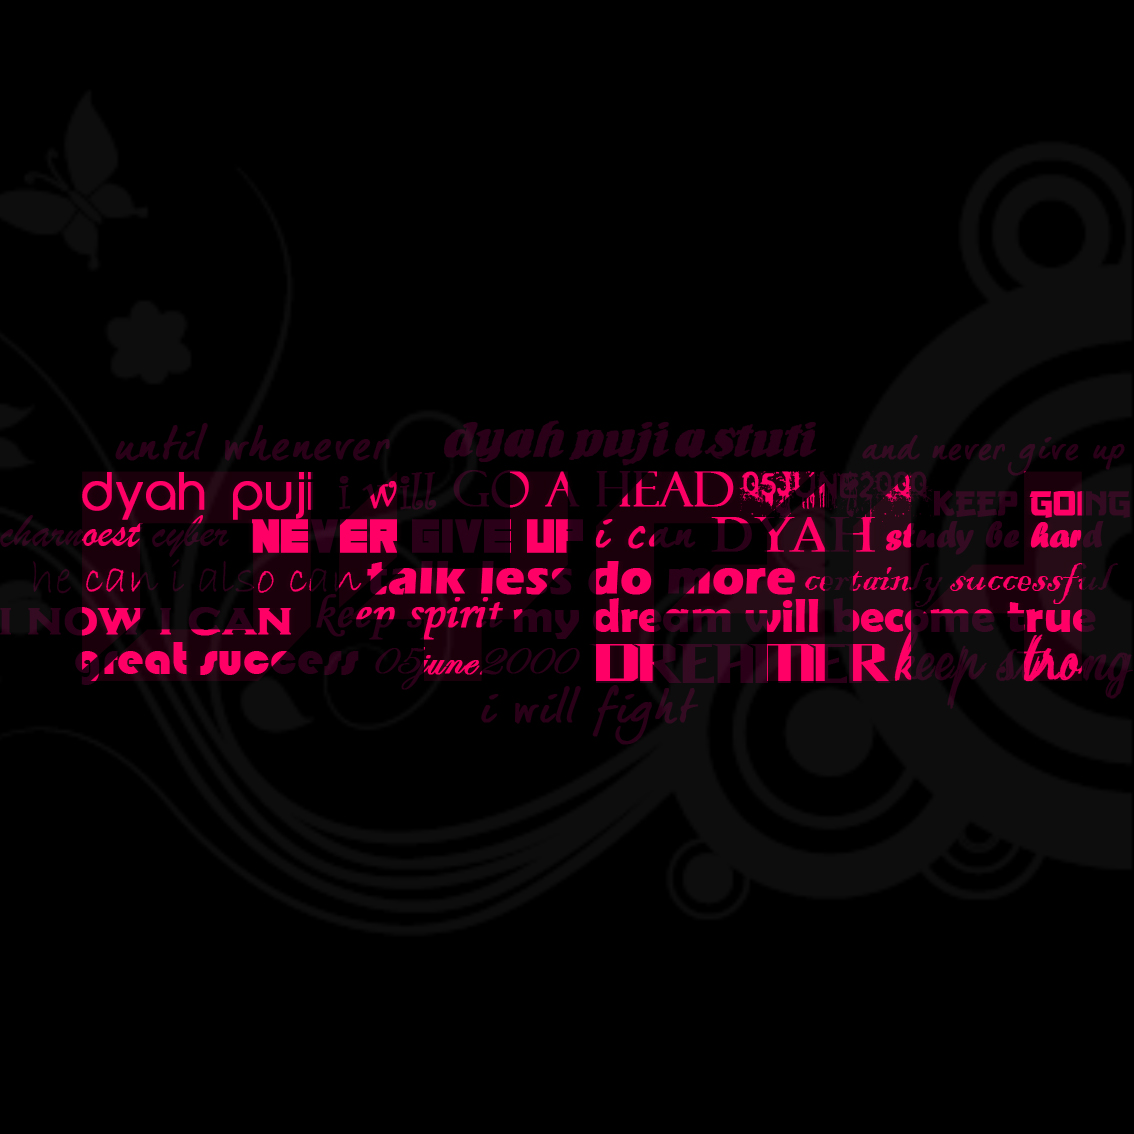 until whenever dyah puji astuti and never give up
dyah puji i will GO A HEAD 05JUNE2000 KEEP GOING
charmoest cyber NEVER GIVE UP i can DYAH study be hard
he can i also can talk less do more certainly successful
I NOW I CAN keep spirit my dream will become true
great success 05june2000 DREAMER keep strong
i will fight